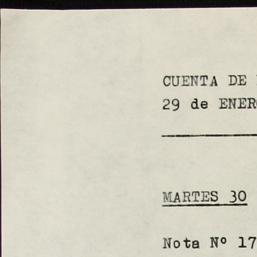 CUENTA DE
29 de ENER
MARTES 30
Nota Nº 17